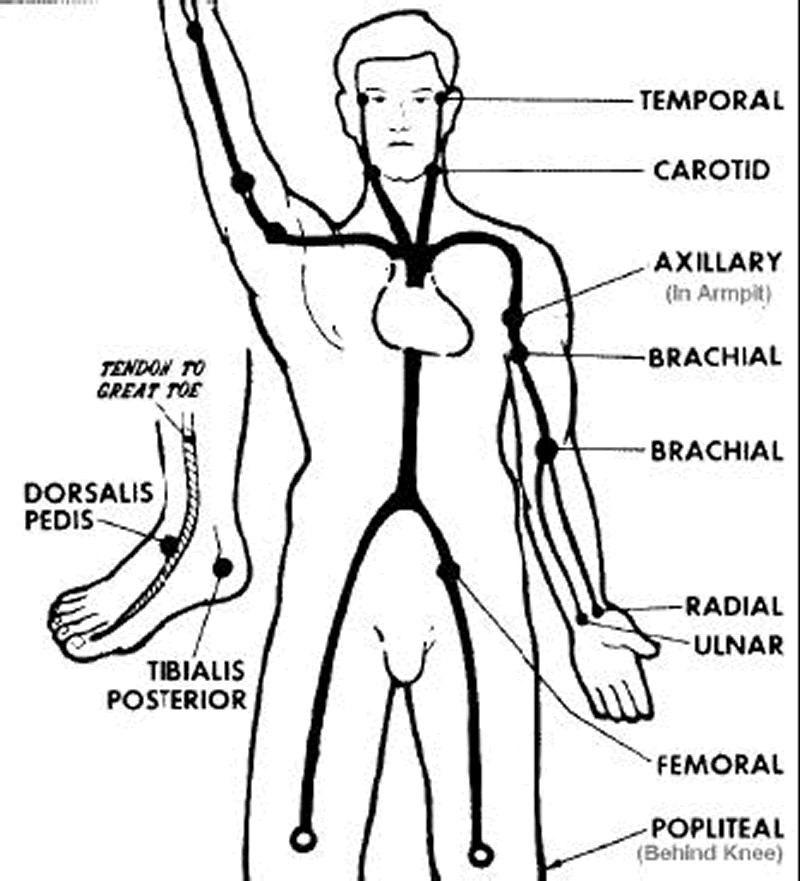 TEMPORAL
CAROTID
AXILLARY
(In Armpit)
BRACHIAL
TENDON TO
GREAT TOE
BRACHIAL
DORSALIS
PEDIS
RADIAL
ULNAR
TIBIALIS
POSTERIOR
FEMORAL
POPLITEAL
(Behind Knee)